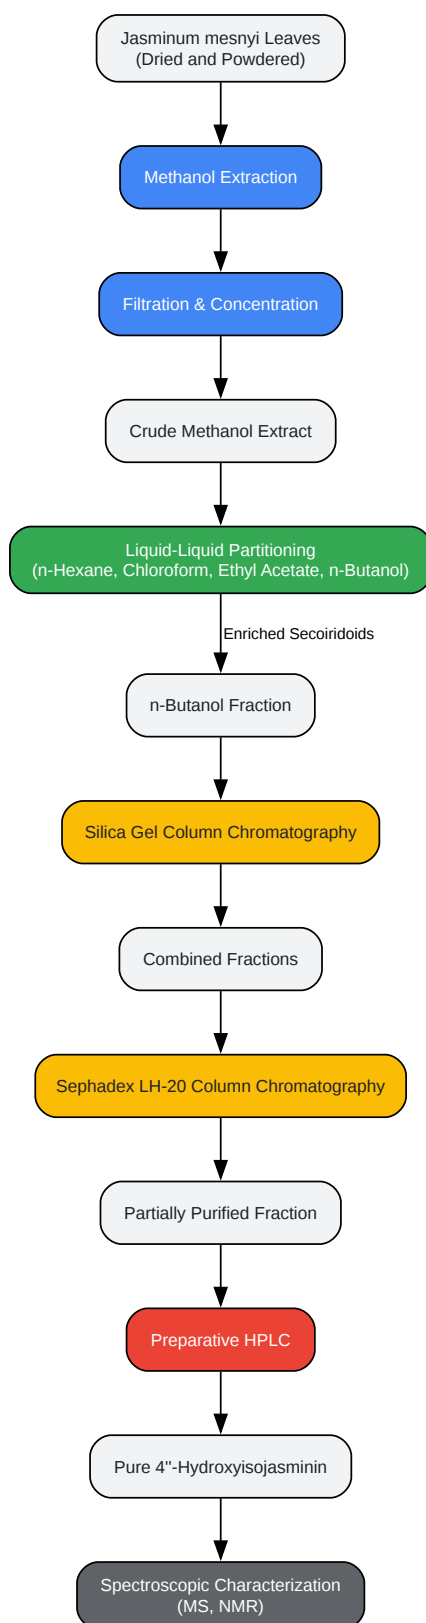 Jasminum mesnyi Leaves
(Dried and Powdered)
Methanol Extraction
Filtration & Concentration
Crude Methanol Extract
Liquid-Liquid Partitioning
(n-Hexane, Chloroform, Ethyl Acetate, n-Butanol)
Enriched Secoiridoids
n-Butanol Fraction
Silica Gel Column Chromatography
Combined Fractions
Sephadex LH-20 Column Chromatography
Partially Purified Fraction
Preparative HPLC
Pure 4''-Hydroxyisojasminin
Spectroscopic Characterization
(MS, NMR)